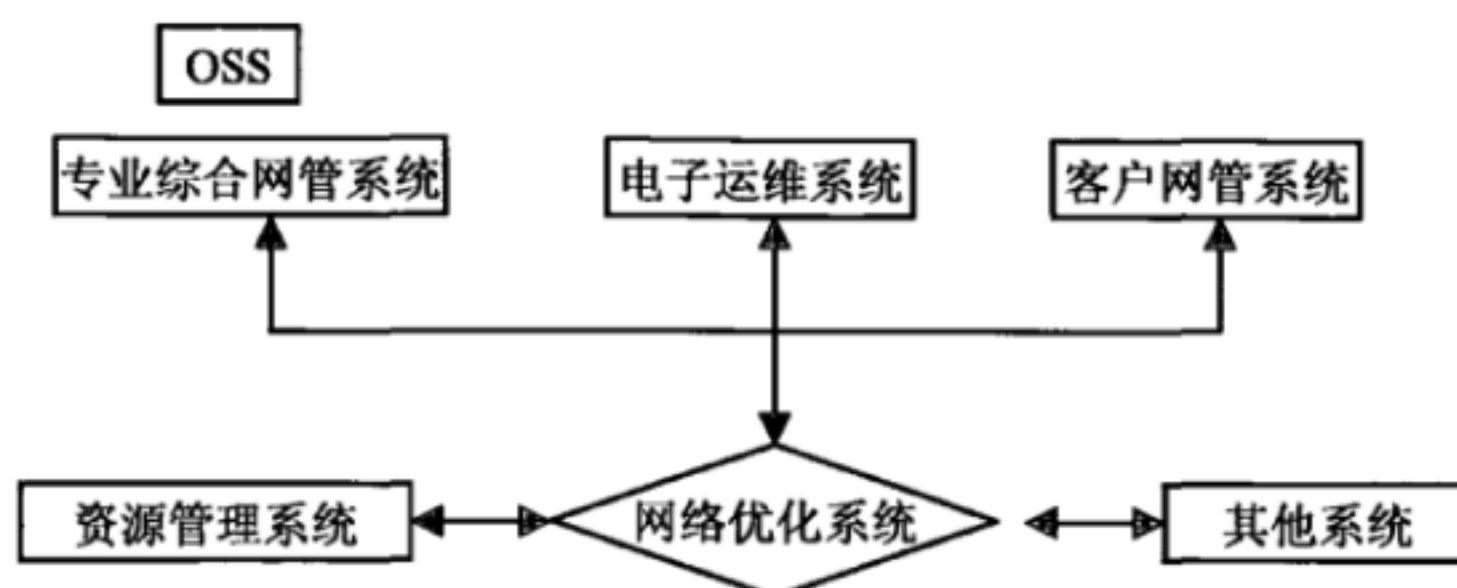 OSS
专业综合网管系统
电子运维系统
客户网管系统
资源管理系统
网络优化系统
其他系统